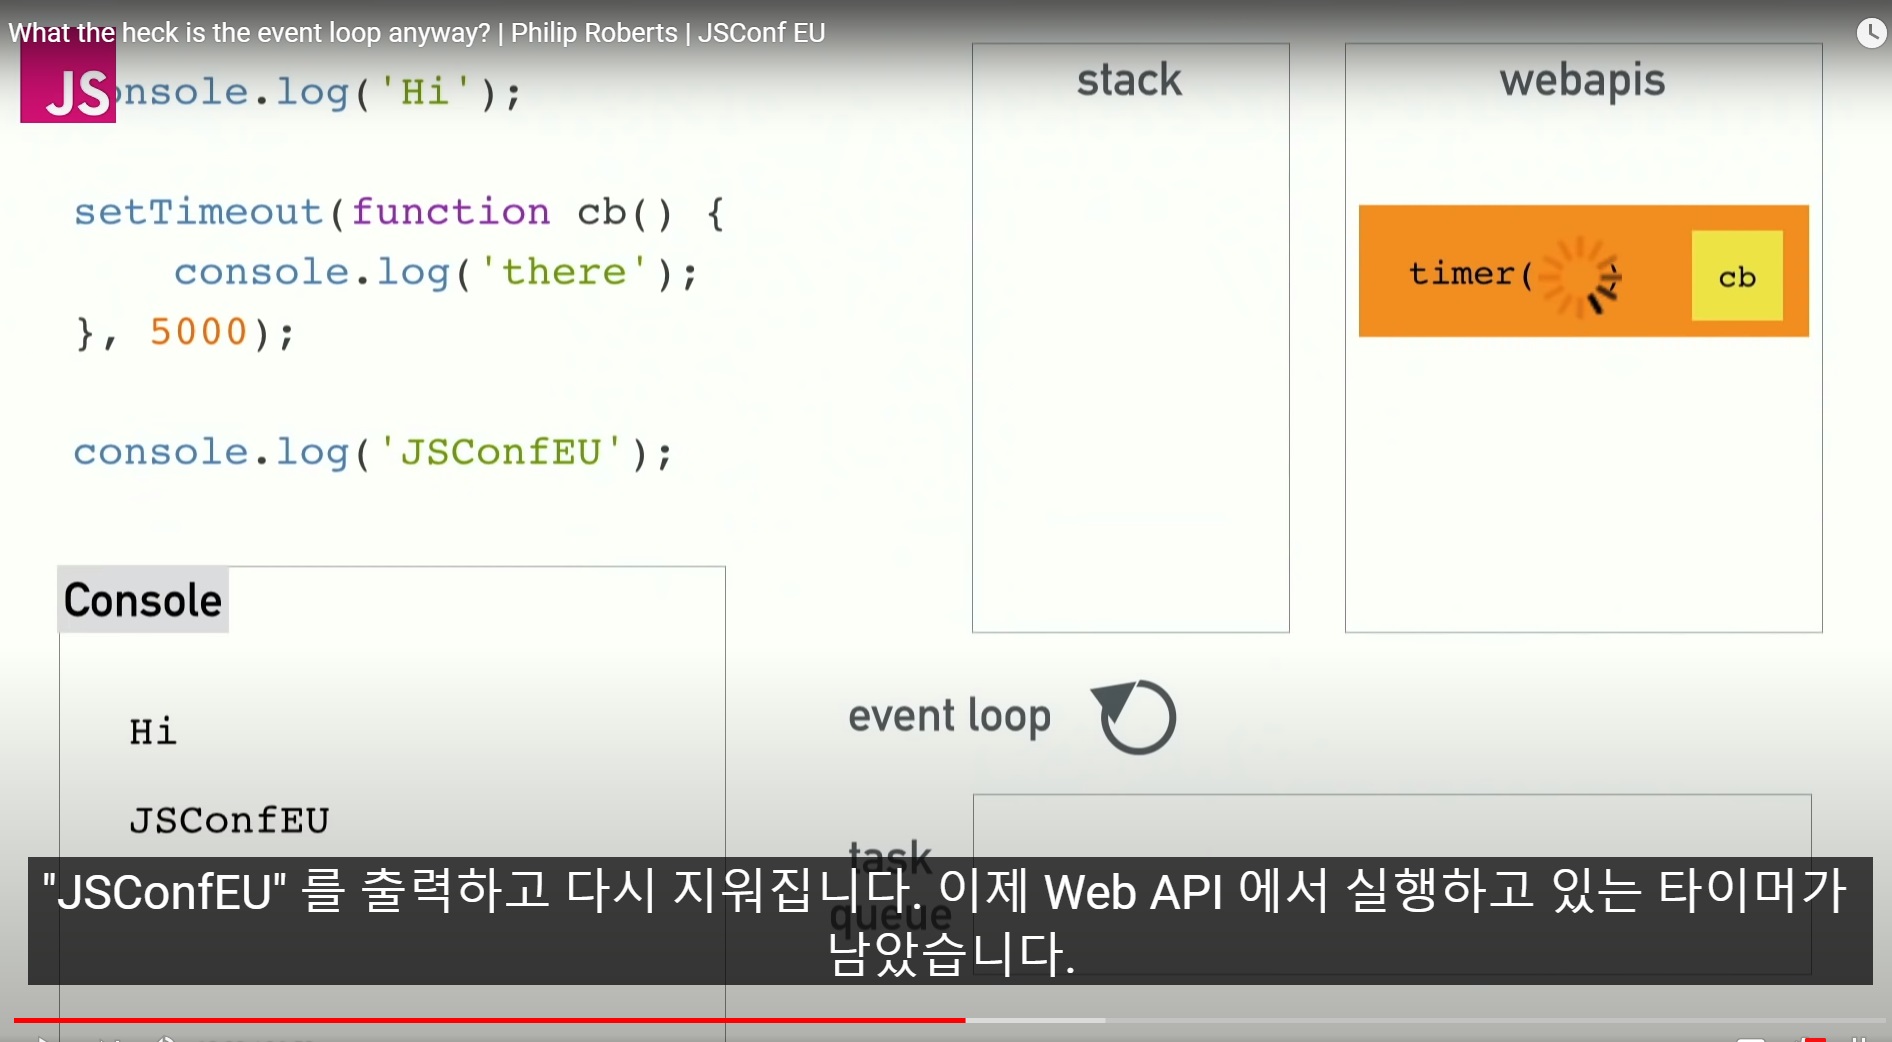 What the heck is the event loop anyway? | Philip Roberts | JSConf EU
JS
onsole.log('Hi');
setTimeout(function cb() {
console.log('there');
}, 5000);
console.log('JSConfEU');
stack
webapis
timer( )
cb
Console
Hi
JSConfEU
event loop
task
queue
"JSConfEU" 를 출력하고 다시 지워집니다. 이제 Web API 에서 실행하고 있는 타이머가
남았습니다.